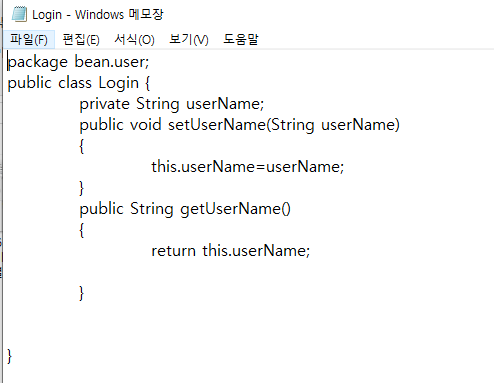 Login - Windows 메모장
파일(F) 편집(E) 서식(O) 보기(V) 도움말
package bean.user;
public class Login {
private String userName;
public void setUserName(String userName)
{
this.userName=userName;
}
public String getUserName()
{
return this.userName;
}
}